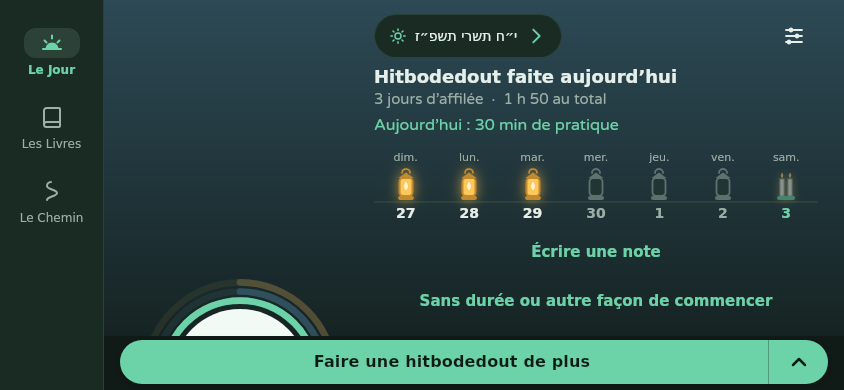 Le Jour
Les Livres
Le Chemin
י״ח תשרי תשפ״ז
Hitbodedout faite aujourd’hui
3 jours d’affilée · 1 h 50 au total
Aujourd’hui : 30 min de pratique
dim. lun. mar. mer. jeu. ven. sam.
27 28 29 30 1 2 3
Écrire une note
Sans durée ou autre façon de commencer
Faire une hitbodedout de plus